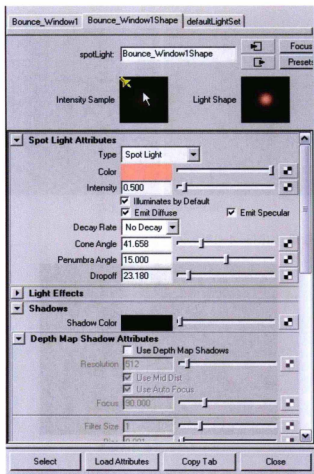 Bounce_Window1 Bounce_Window1Shape defaultLightSet
Focus
spotLight: Bounce_Window1Shape
Presets
Intensity Sample Light Shape
Spot Light Attributes
Type Spot Light
Color
Intensity 0.500
Illuminates by Default
Emit Diffuse Emit Specular
Decay Rate No Decay
Cone Angle 41.658
Penumbra Angle 15.000
Dropoff 23.180
Light Effects
Shadows
Shadow Color
Depth Map Shadow Attributes
Use Depth Map Shadows
Resolution 512
Use Mid Dist
Use Auto Focus
Focus 90.000
Filter Size 1
0.001
Select Load Attributes Copy Tab Close